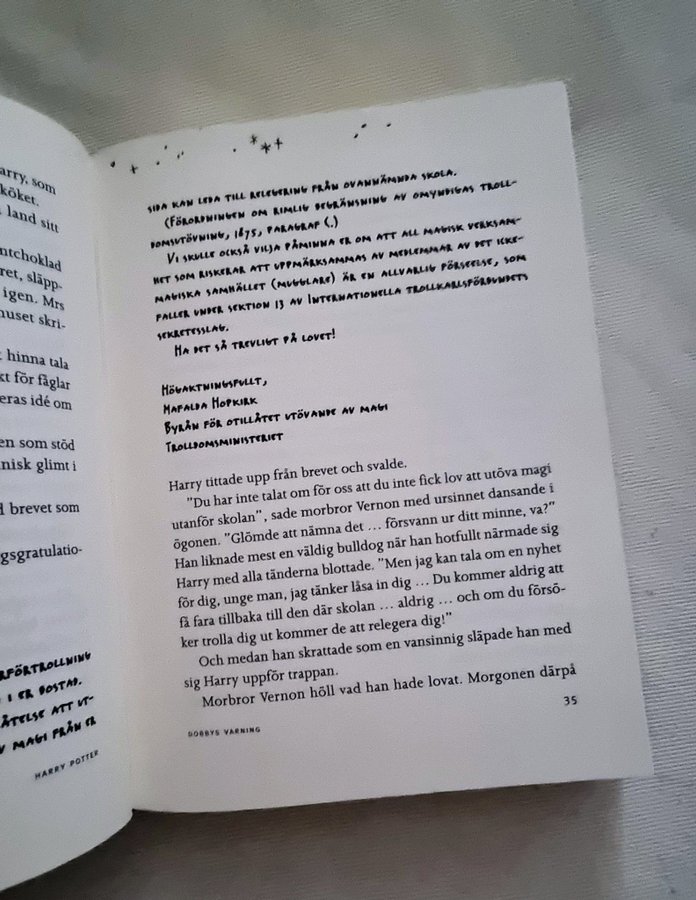 arry, som
köket.
land sitt
ntchoklad
ret, släpp-
igen. Mrs
huset skri-
hinna tala
kt för fåglar
eras idé om
en som stöd
nisk glimt i
brevet som
gsgratulatio-
RFÖRTROLLNING
I ER BOSTAD.
ÅTELSE ATT UT-
V MAGI FRÅN ER
HARRY POTTER
SIDA KAN LEDA TILL RELEGERING FRÅN OVANNÄMNDA SKOLA.
(FÖRORDNINGEN OM RIMLIG BEGRÄNSNING AV OMYNDIGAS TROLL-
DOMSUTÖVNING, 1875, PARAGRAF C.)
VI SKULLE OCKSÅ VILJA PÅMINNA ER OM ATT ALL MAGISK VERKSAM-
HET SOM RISKERAR ATT UPPMÄRKSAMMAS AV MEDLEMMAR AV DET ICKE-
MAGISKA SAMHÄLLET (MUGGLARE) ÄR EN ALLVARLIG FÖRSEELSE, SOM
FALLER UNDER SEKTION 13 AV INTERNATIONELLA TROLLKARLSFÖRBUNDETS
SEKRETESSLAG.
HA DET SÅ TREVLIGT PÅ LOVET!
HÖGAKTNINGSFULLT,
MAFALDA HOPKIRK
BYRÅN FÖR OTILLÅTET UTÖVANDE AV MAGI
TROLLDOMSMINISTERIET
Harry tittade upp från brevet och svalde.
"Du har inte talat om för oss att du inte fick lov att utöva magi
utanför skolan", sade morbror Vernon med ursinnet dansande i
ögonen. "Glömde att nämna det … försvann ur ditt minne, va?"
Han liknade mest en väldig bulldog när han hotfullt närmade sig
Harry med alla tänderna blottade. "Men jag kan tala om en nyhet
för dig, unge man, jag tänker låsa in dig … Du kommer aldrig att
få fara tillbaka till den där skolan … aldrig … och om du försö-
ker trolla dig ut kommer de att relegera dig!"
Och medan han skrattade som en vansinnig släpade han med
sig Harry uppför trappan.
Morbror Vernon höll vad han hade lovat. Morgonen därpå
DOBBYS VARNING
35